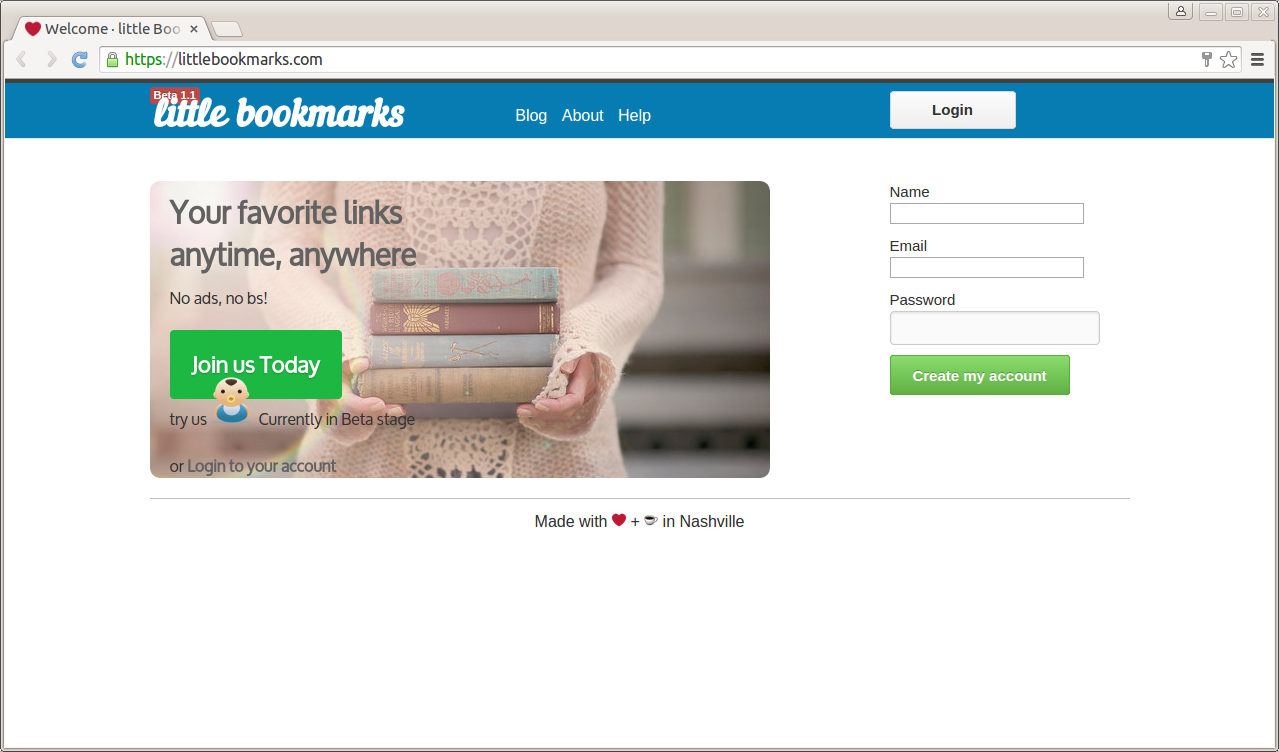 Welcome · little Boo
https://littlebookmarks.com
Beta 1.1
little bookmarks
Blog About Help
Login
Your favorite links
anytime, anywhere
No ads, no bs!
Join us Today
try us Currently in Beta stage
or Login to your account
Name
Email
Password
Create my account
Made with ❤ + ☕ in Nashville